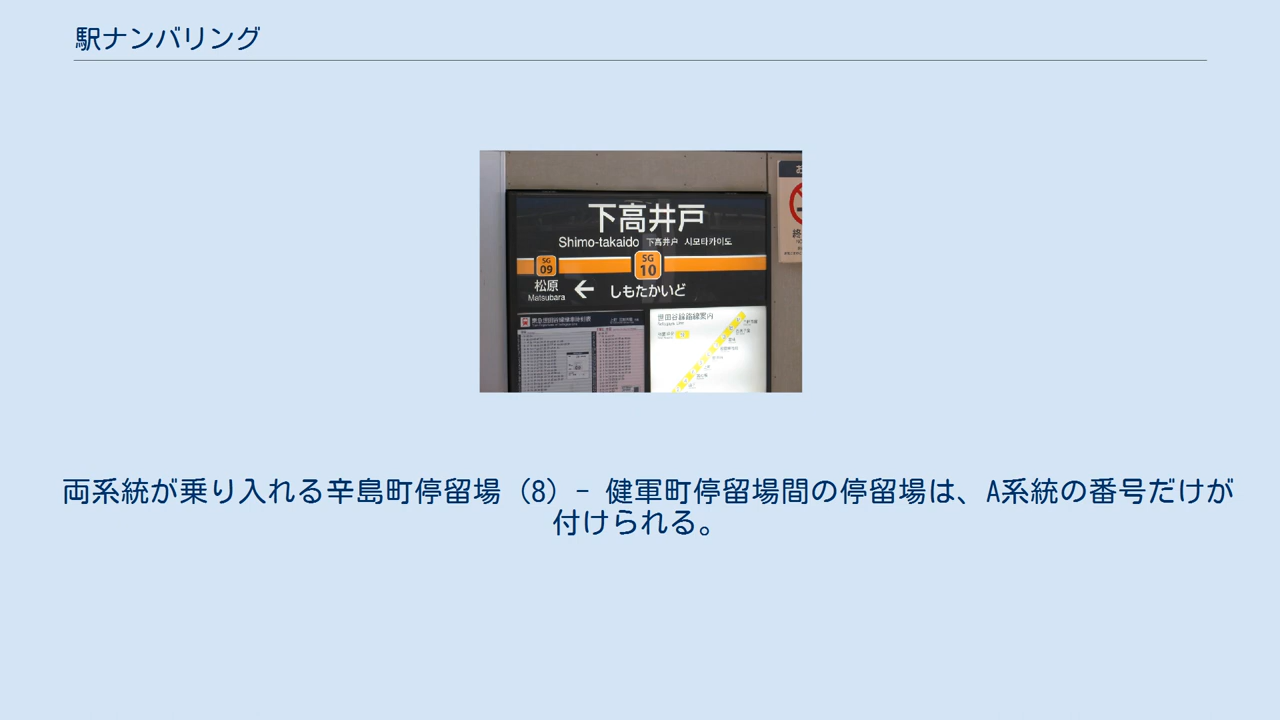 駅ナンバリング
下高井戸
Shimo-takaido 下高井戸 시모타카이도
SG 09
SG 10
松原 ← しもたかいど
Matsubara
世田谷線路線案内
両系統が乗り入れる辛島町停留場（8）- 健軍町停留場間の停留場は、A系統の番号だけが
付けられる。